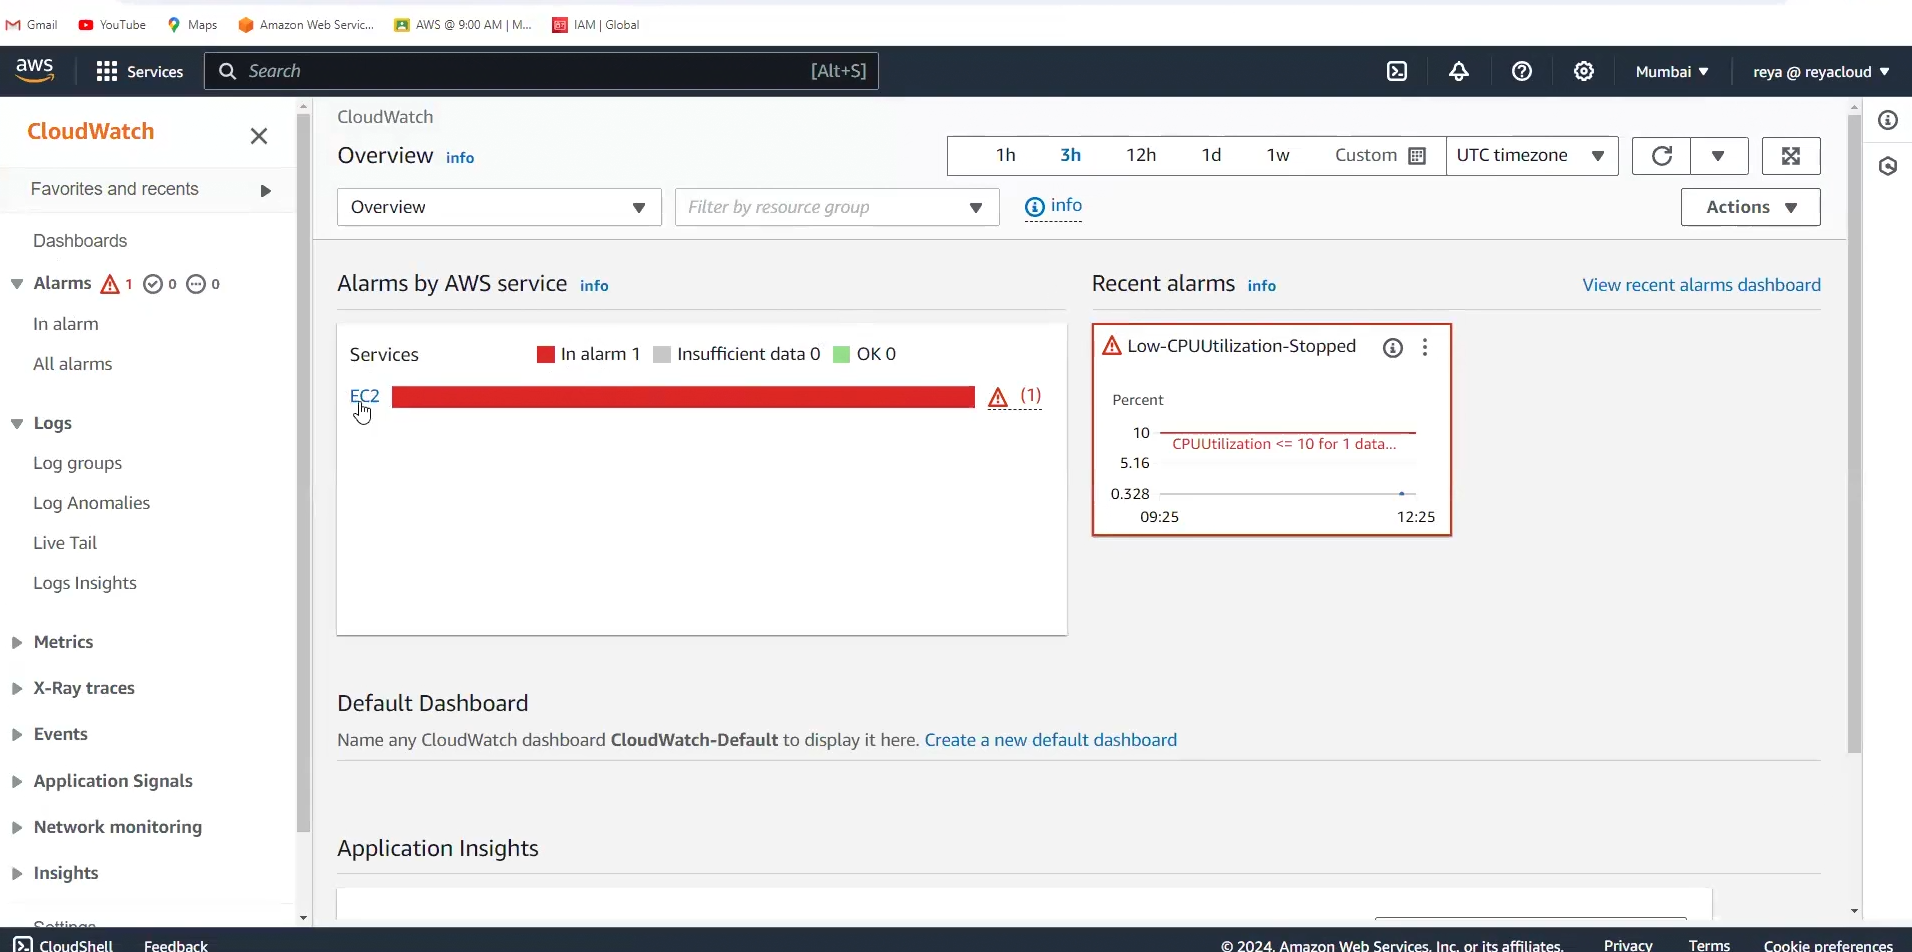 Gmail YouTube Maps Amazon Web Servic... AWS @ 9:00 AM | M... IAM | Global
aws Services Search [Alt+S] Mumbai reya @ reyacloud
CloudWatch
Favorites and recents
Dashboards
Alarms 1 0 0
In alarm
All alarms
Logs
Log groups
Log Anomalies
Live Tail
Logs Insights
Metrics
X-Ray traces
Events
Application Signals
Network monitoring
Insights
CloudWatch
Overview info
1h 3h 12h 1d 1w Custom UTC timezone
Overview Filter by resource group info Actions
Alarms by AWS service info
Services In alarm 1 Insufficient data 0 OK 0
EC2 (1)
Recent alarms info View recent alarms dashboard
Low-CPUUtilization-Stopped
Percent
10
CPUUtilization <= 10 for 1 data...
5.16
0.328
09:25 12:25
Default Dashboard
Name any CloudWatch dashboard CloudWatch-Default to display it here. Create a new default dashboard
Application Insights
Settings
CloudShell Feedback © 2024, Amazon Web Services, Inc. or its affiliates. Privacy Terms Cookie preferences